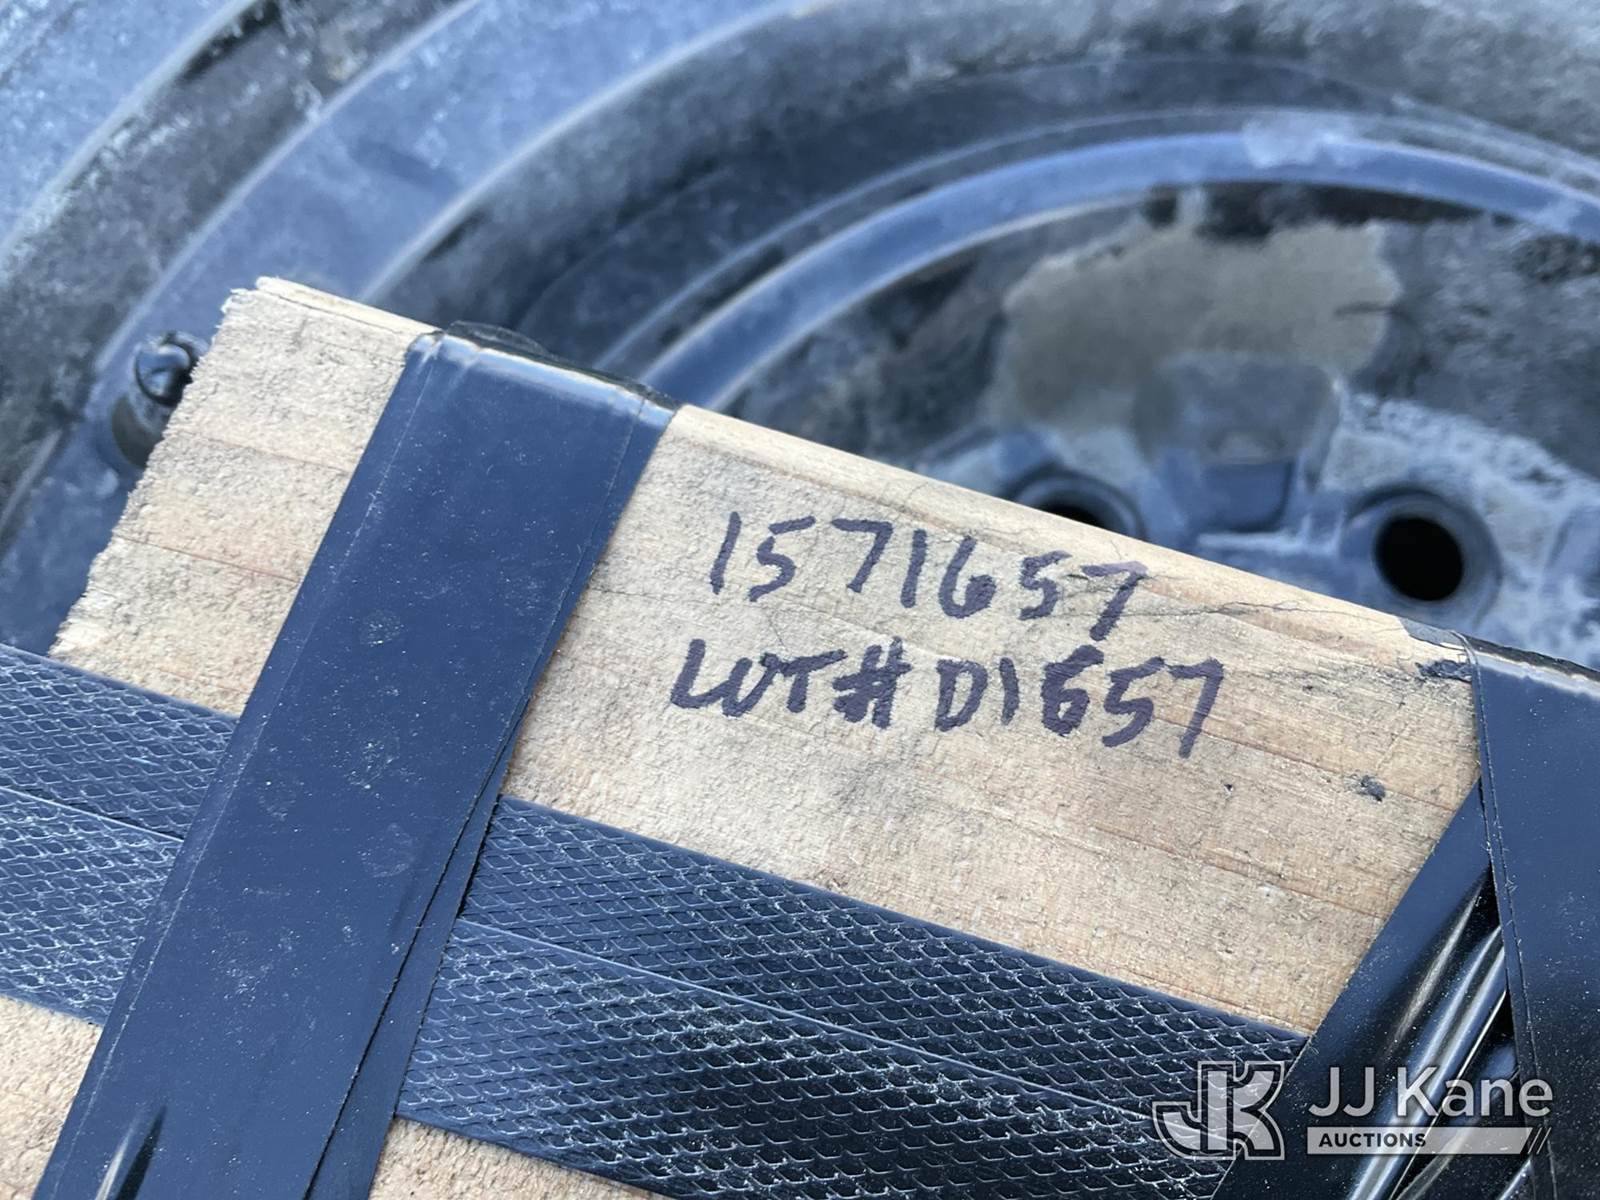 1571657
LOT# D1657
JJ Kane
AUCTIONS